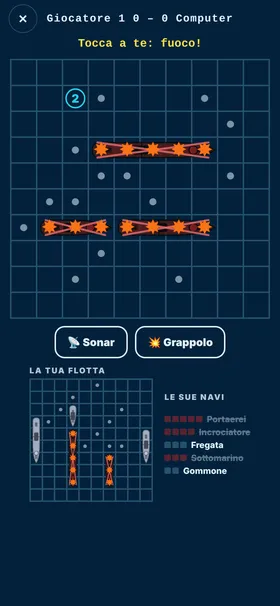 × Giocatore 1 0 – 0 Computer
Tocca a te: fuoco!
2
Sonar
Grappolo
LA TUA FLOTTA
LE SUE NAVI
Portaerei
Incrociatore
Fregata
Sottomarino
Gommone